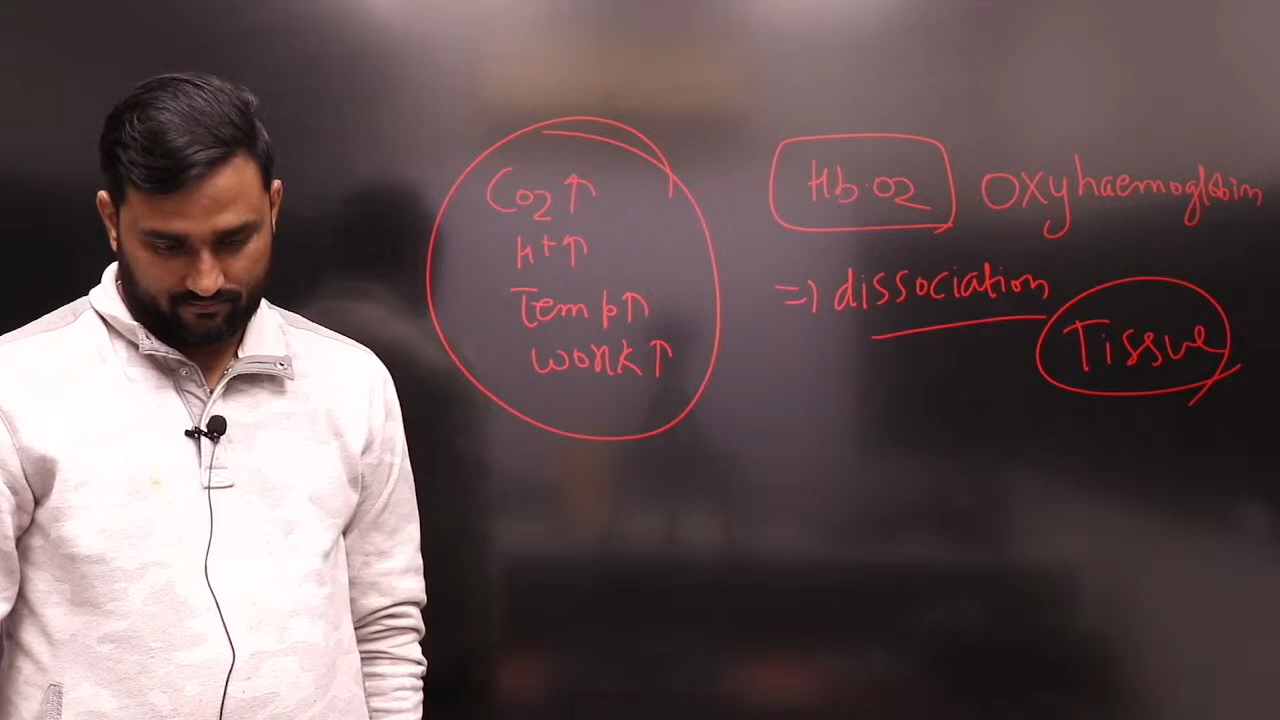 Co2↑
H+↑
Temp↑
work↑
Hb.O2 Oxyhaemoglobin
=) dissociation
Tissue